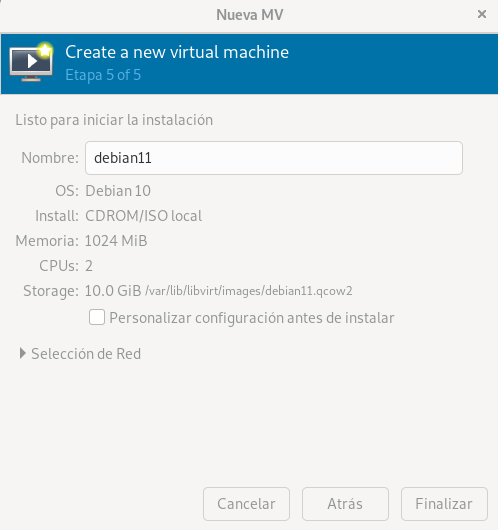 Nueva MV
Create a new virtual machine
Etapa 5 of 5
Listo para iniciar la instalación
Nombre: debian11
OS: Debian 10
Install: CDROM/ISO local
Memoria: 1024 MiB
CPUs: 2
Storage: 10.0 GiB /var/lib/libvirt/images/debian11.qcow2
Personalizar configuración antes de instalar
Selección de Red
Cancelar Atrás Finalizar